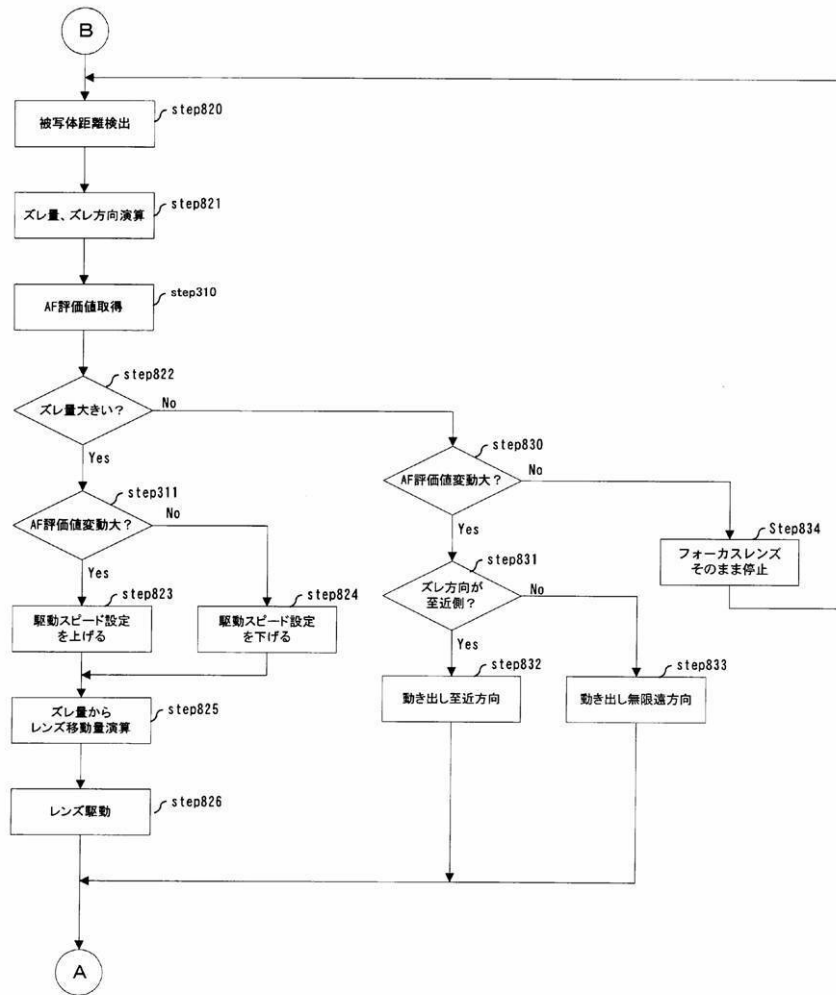 B
step820
被写体距離検出
step821
ズレ量、ズレ方向演算
step310
AF評価値取得
step822
ズレ量大きい?
No
Yes
step830
AF評価値変動大?
No
Yes
step311
AF評価値変動大?
No
Yes
Step834
フォーカスレンズ
そのまま停止
step831
ズレ方向が
至近側?
No
Yes
step823
駆動スピード設定
を上げる
step824
駆動スピード設定
を下げる
step832
動き出し至近方向
step833
動き出し無限遠方向
step825
ズレ量から
レンズ移動量演算
step826
レンズ駆動
A